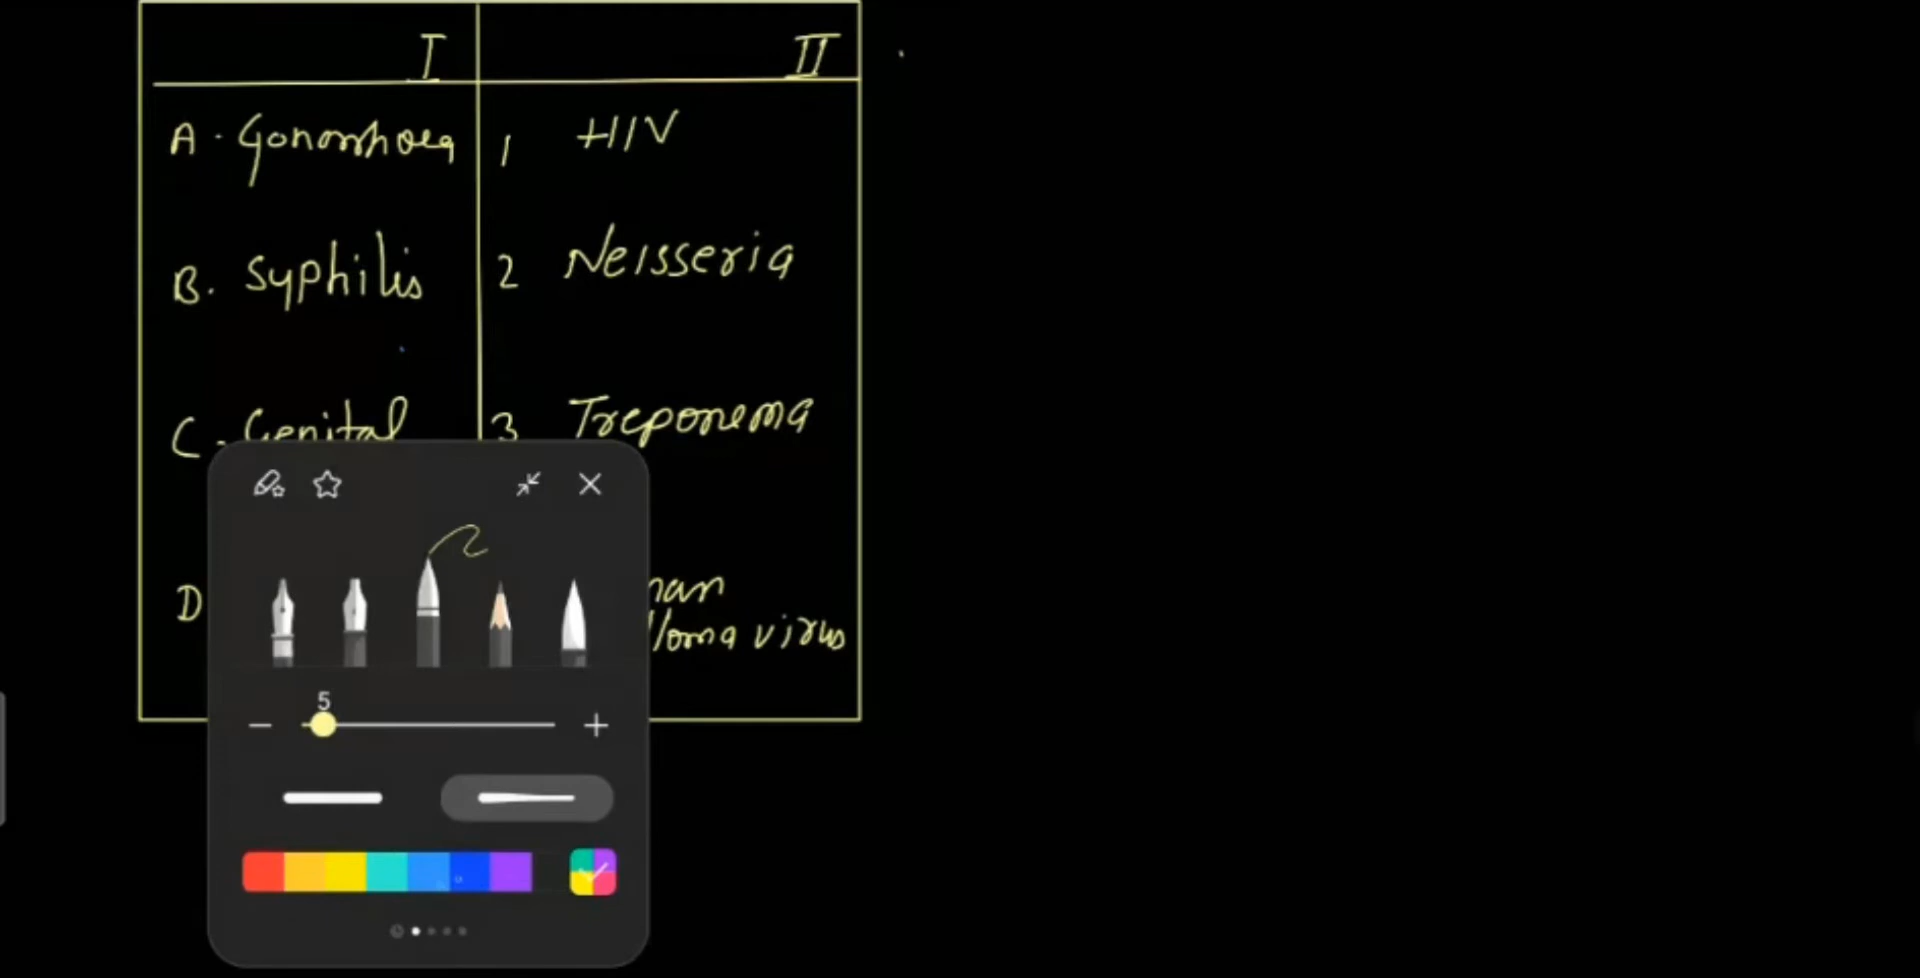 I II
A. Gonorrhoea 1 HIV
B. Syphilis 2 Neisseria
C. Genital 3 Treponema
D
man
lloma virus
5